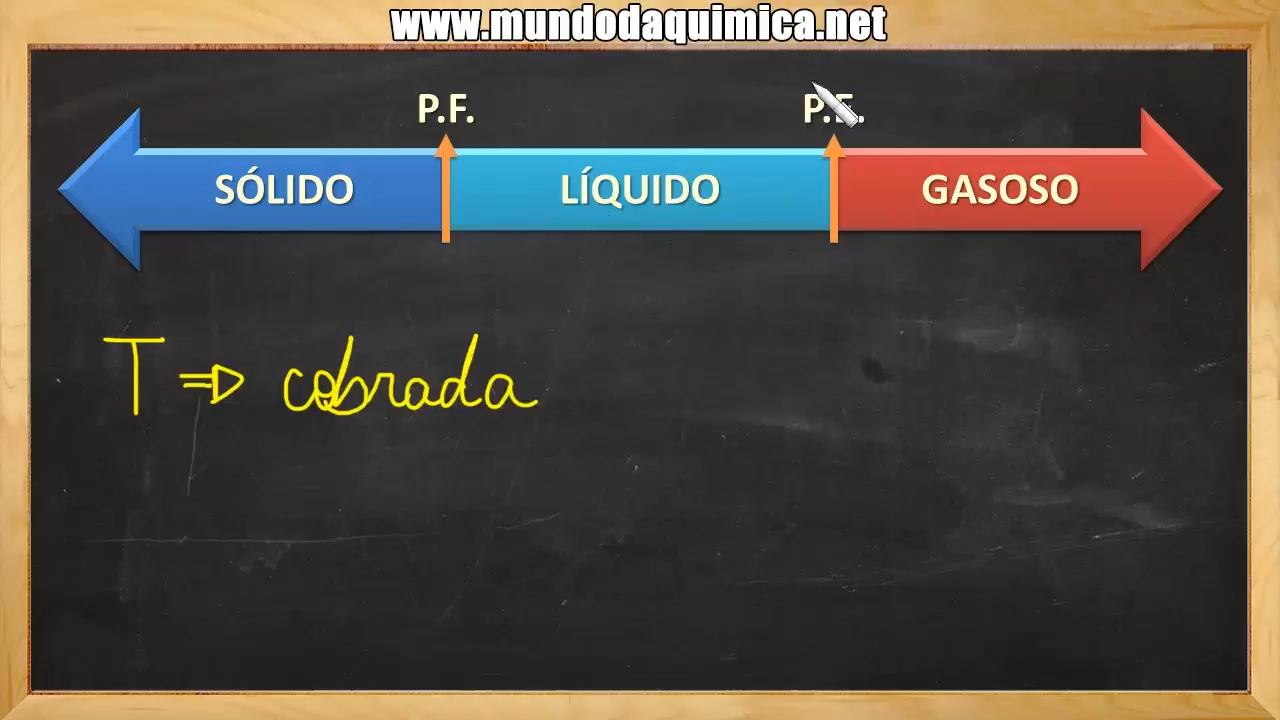 www.mundodaquimica.net
P.F. P.E.
SÓLIDO LÍQUIDO GASOSO
T ⇒ cobrada